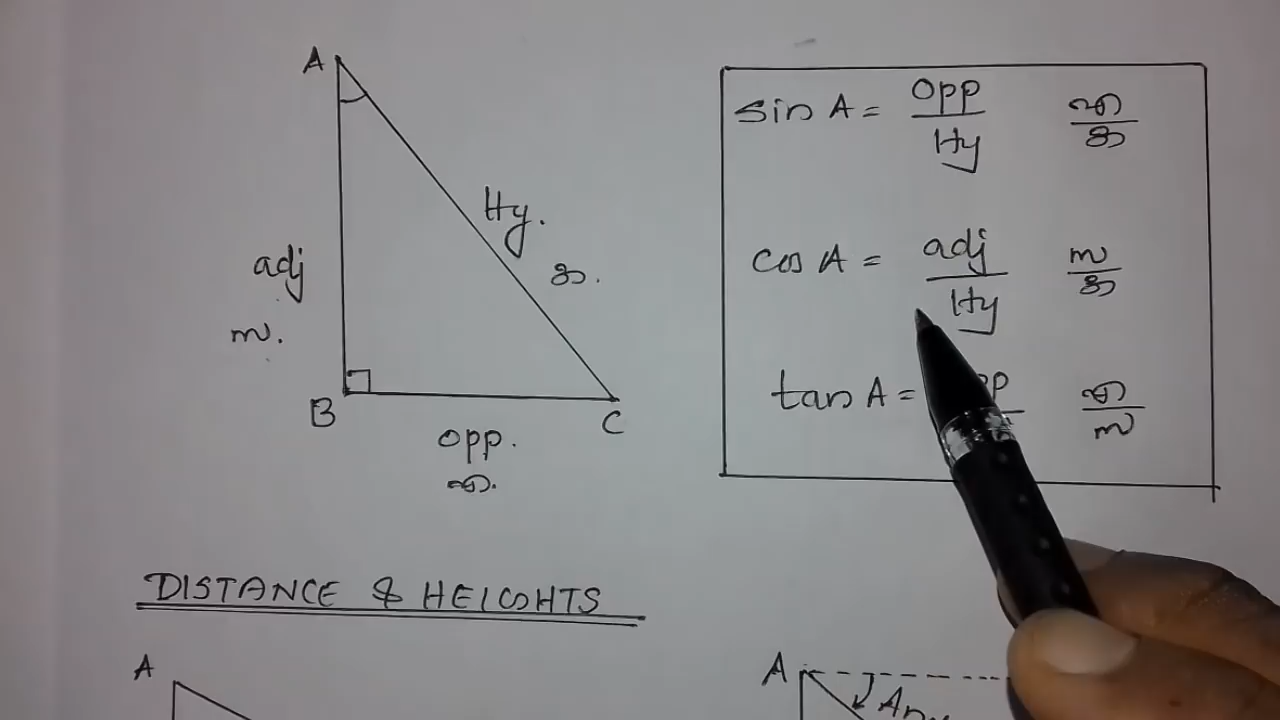 A
Hy.
ക.
adj
ന.
B
C
opp.
എ.
sin A = opp/Hy എ/ക
cos A = adj/Hy ന/ക
tan A = എ/ന
DISTANCE & HEIGHTS
A
A